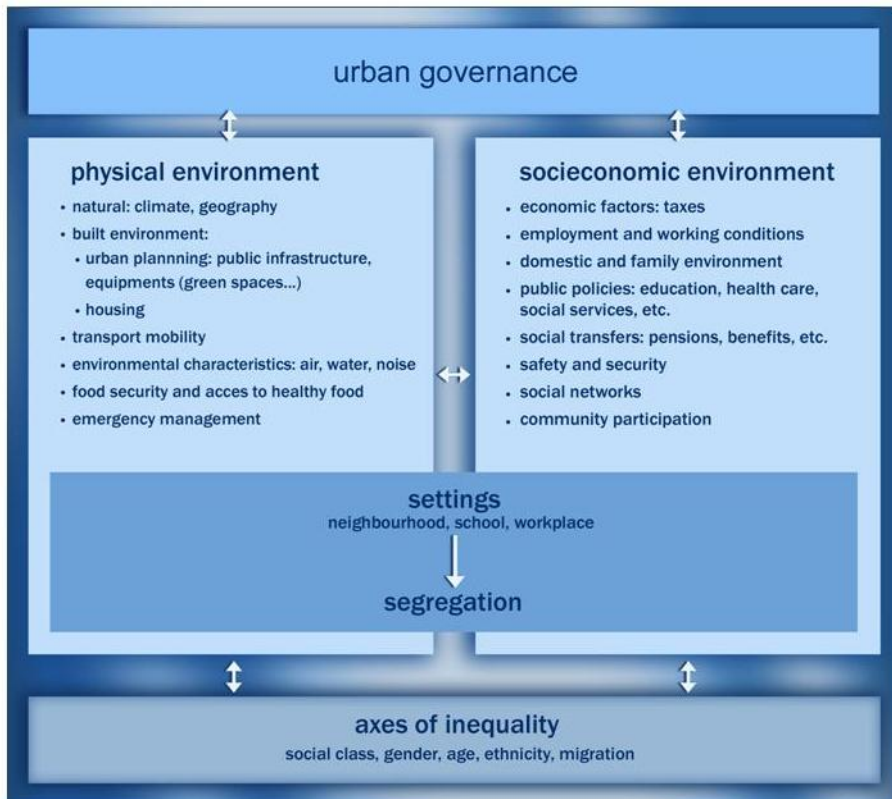 urban governance
physical environment
• natural: climate, geography
• built environment:
• urban plannning: public infrastructure,
equipments (green spaces...)
• housing
• transport mobility
• environmental characteristics: air, water, noise
• food security and acces to healthy food
• emergency management
socieconomic environment
• economic factors: taxes
• employment and working conditions
• domestic and family environment
• public policies: education, health care,
social services, etc.
• social transfers: pensions, benefits, etc.
• safety and security
• social networks
• community participation
settings
neighbourhood, school, workplace
segregation
axes of inequality
social class, gender, age, ethnicity, migration